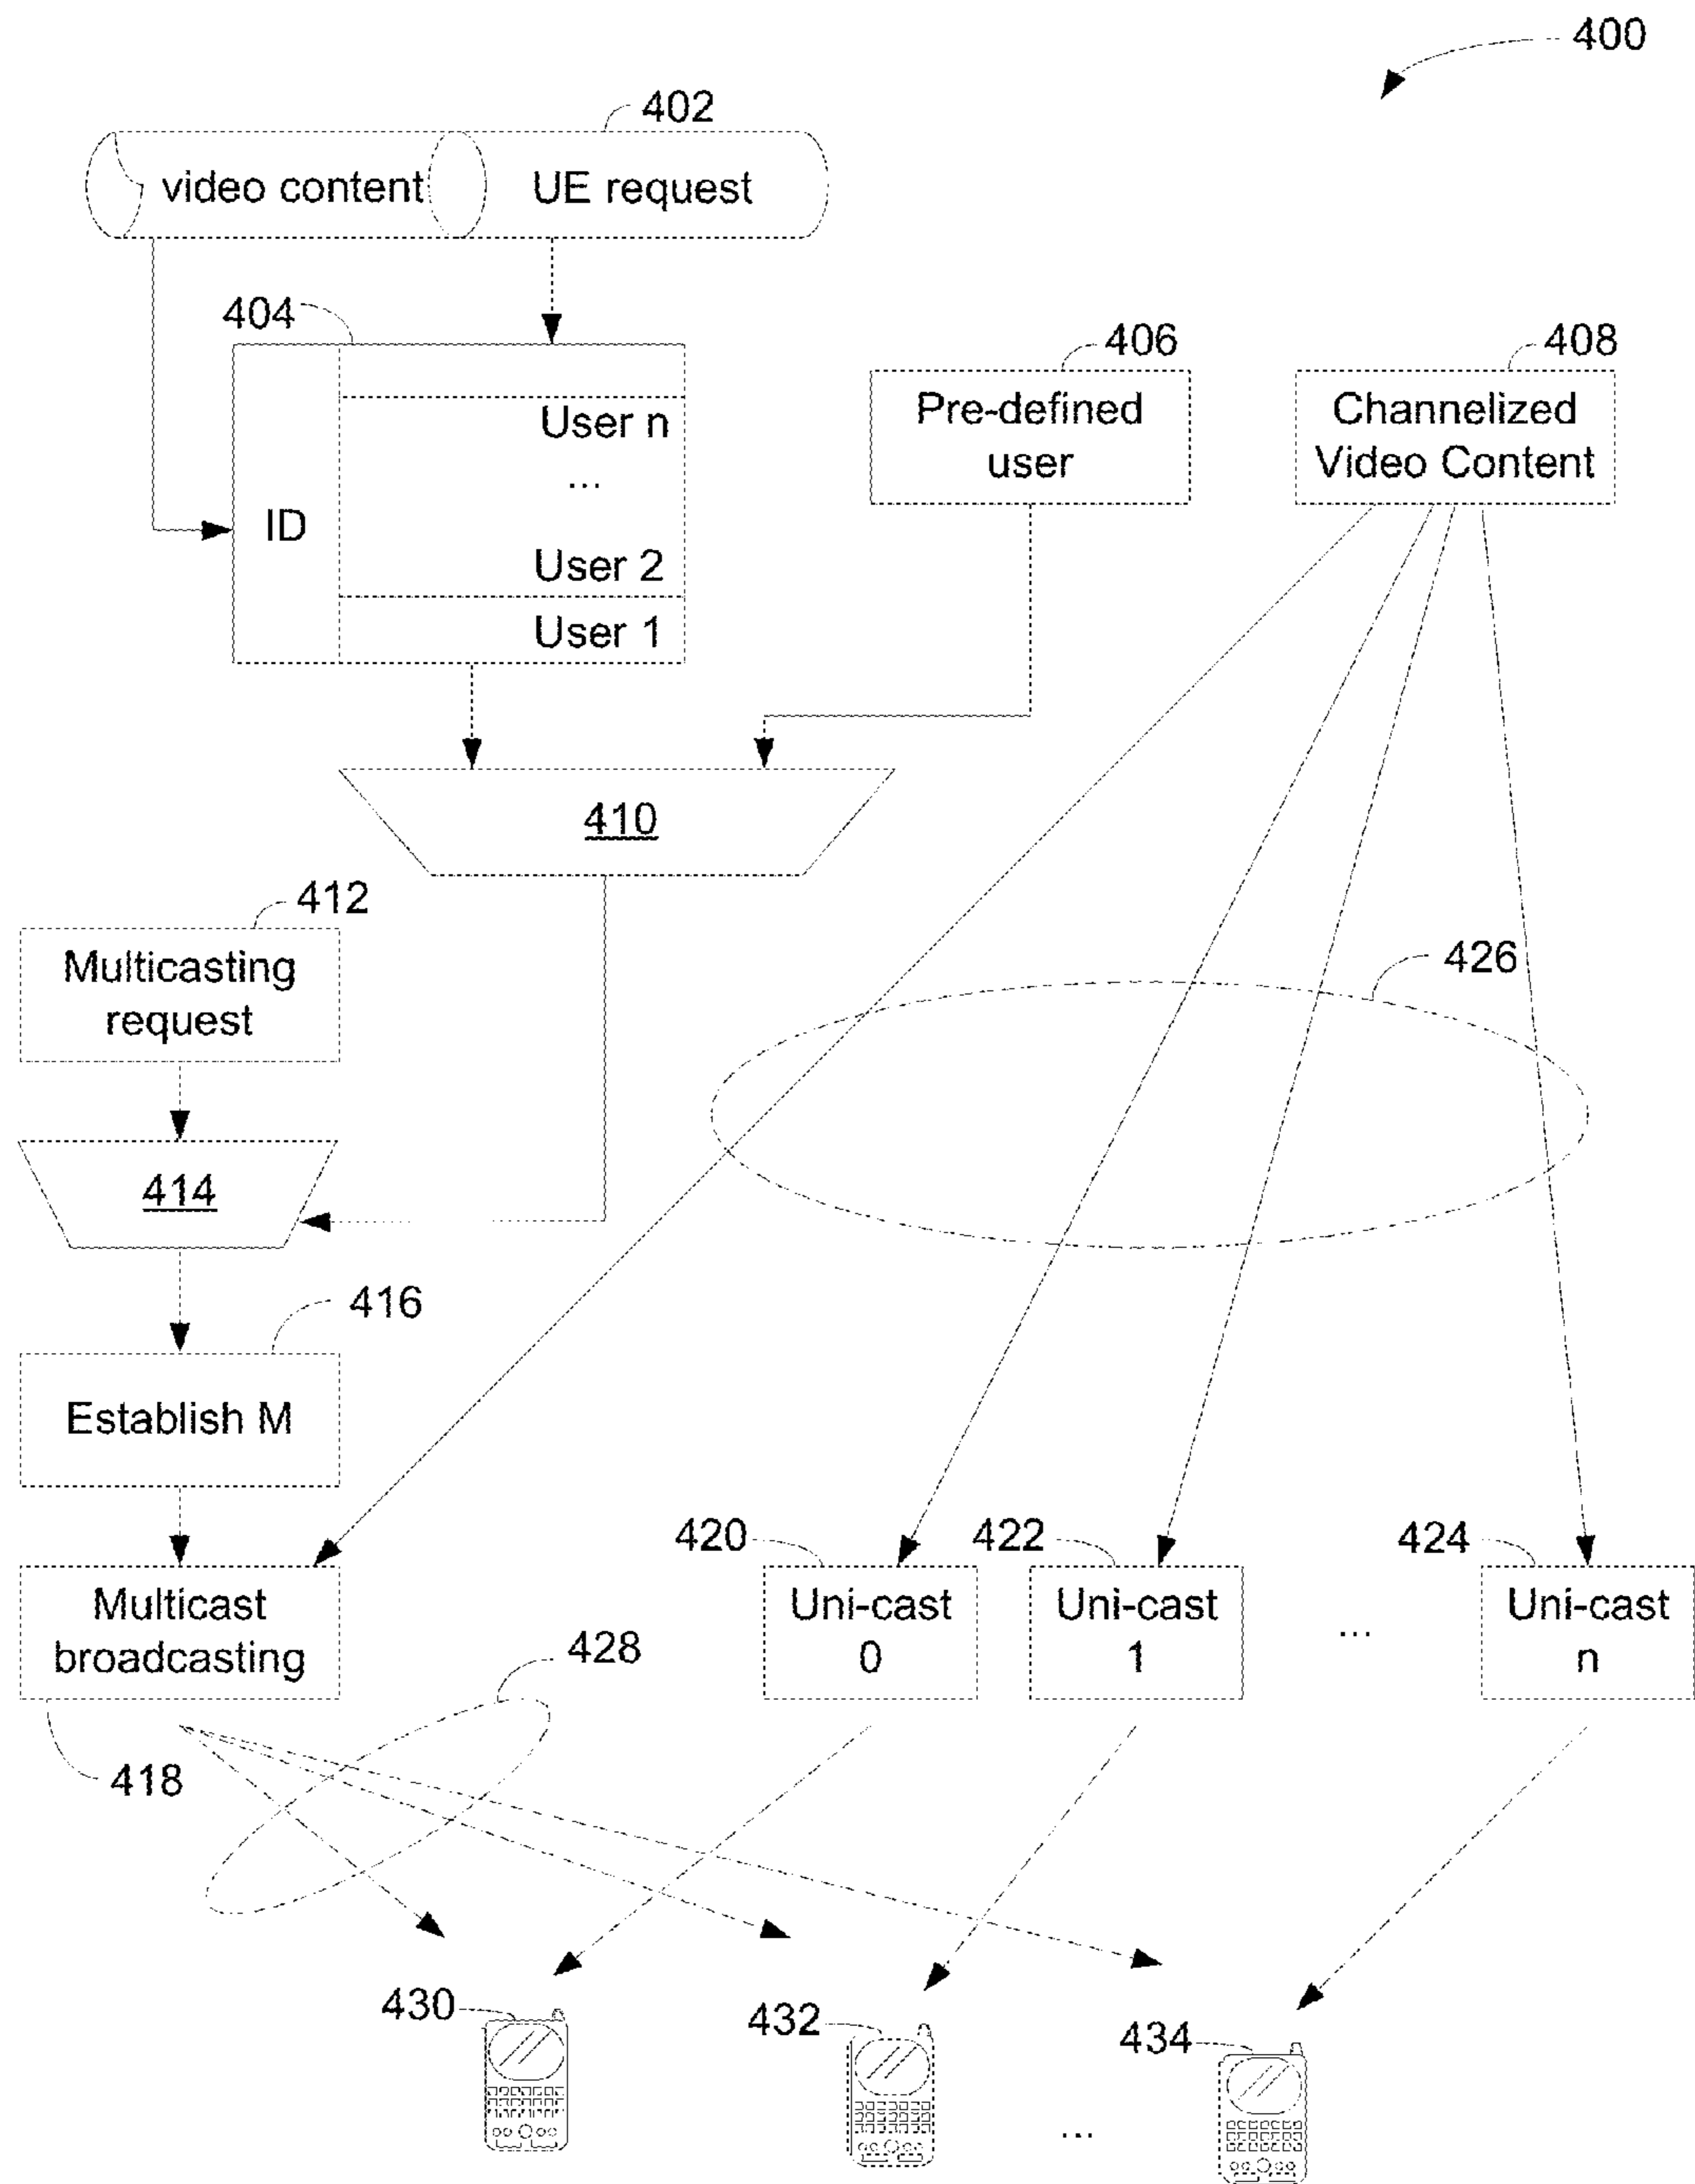 400
402
video content
UE request
404
406
408
ID
User n
...
User 2
User 1
Pre-defined
user
Channelized
Video Content
410
412
Multicasting
request
426
414
416
Establish M
420
422
424
Multicast
broadcasting
Uni-cast
0
Uni-cast
1
...
Uni-cast
n
428
418
430
432
434
...